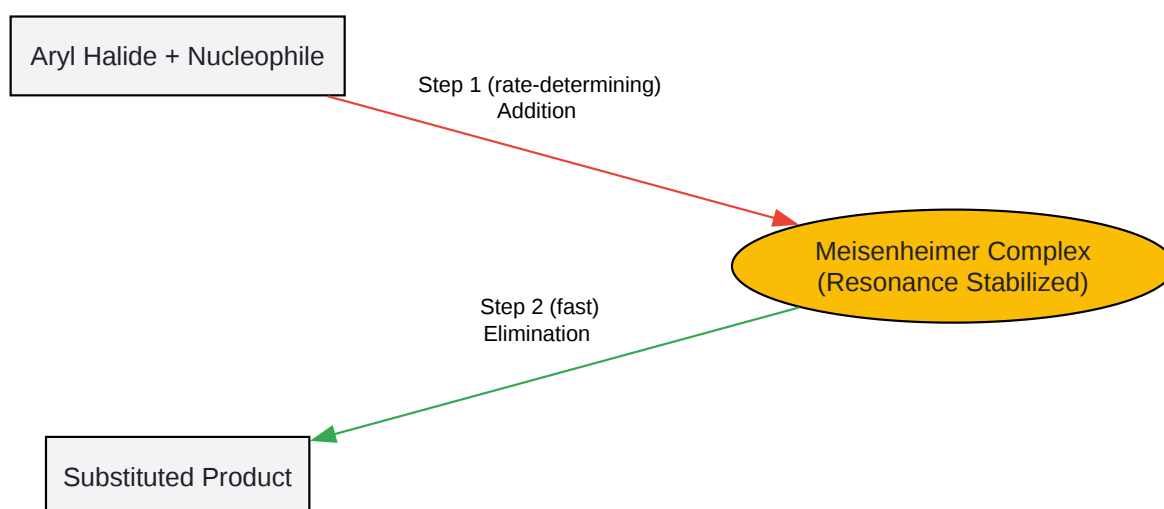 Aryl Halide + Nucleophile
Step 1 (rate-determining)
Addition
Meisenheimer Complex
(Resonance Stabilized)
Step 2 (fast)
Elimination
Substituted Product